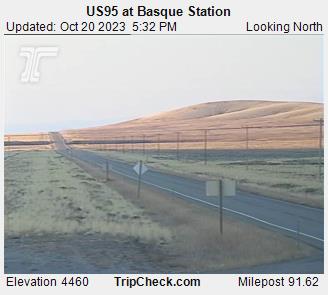 US95 at Basque Station
Updated: Oct 20 2023 5:32 PM Looking North
Elevation 4460 TripCheck.com Milepost 91.62